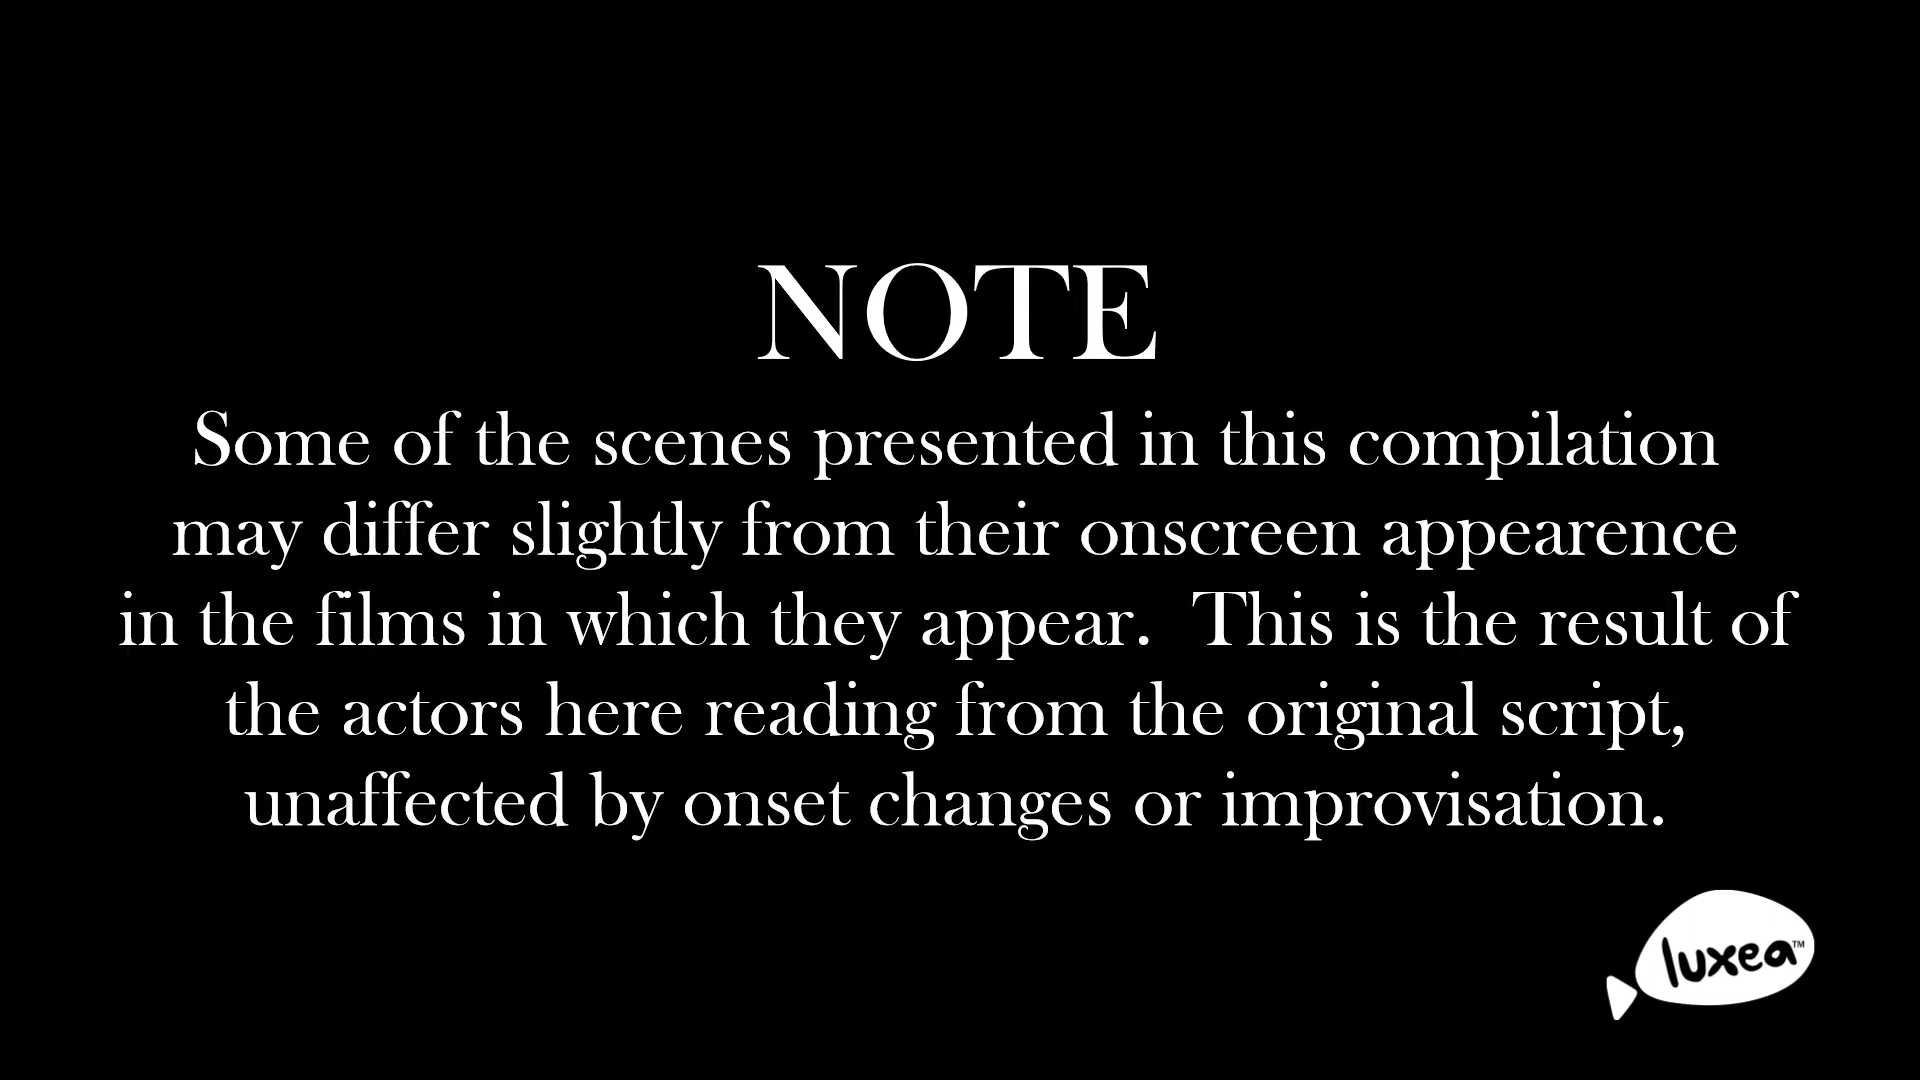 NOTE
Some of the scenes presented in this compilation
may differ slightly from their onscreen appearence
in the films in which they appear.  This is the result of
the actors here reading from the original script,
unaffected by onset changes or improvisation.
luxea™